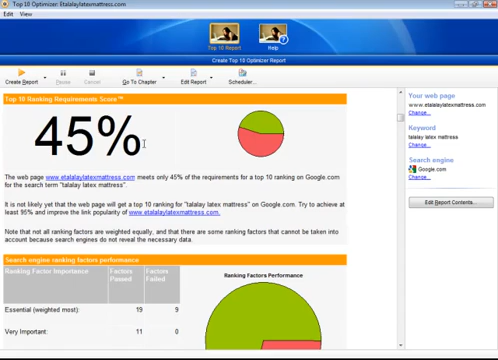 Top 10 Optimizer: Etalalaylatexmattress.com
Edit View
Top 10 Report Help
Create Top 10 Optimizer Report
Create Report Pause Cancel Go To Chapter Edit Report Scheduler...
Top 10 Ranking Requirements Score™
45%
The web page www.etalalaylatexmattress.com meets only 45% of the requirements for a top 10 ranking on Google.com
for the search term "talalay latex mattress".
It is not likely yet that the web page will get a top 10 ranking for "talalay latex mattress" on Google.com. Try to achieve at
least 95% and improve the link popularity of www.etalalaylatexmattress.com.
Note that not all ranking factors are weighted equally, and that there are some ranking factors that cannot be taken into
account because search engines do not reveal the necessary data.
Search engine ranking factors performance
Ranking Factor Importance Factors Passed Factors Failed
Essential (weighted most): 19 9
Very Important: 11 0
Ranking Factors Performance
Your web page
www.etalalaylatexmattress.com
Change...
Keyword
talalay latex mattress
Change...
Search engine
Google.com
Change...
Edit Report Contents...